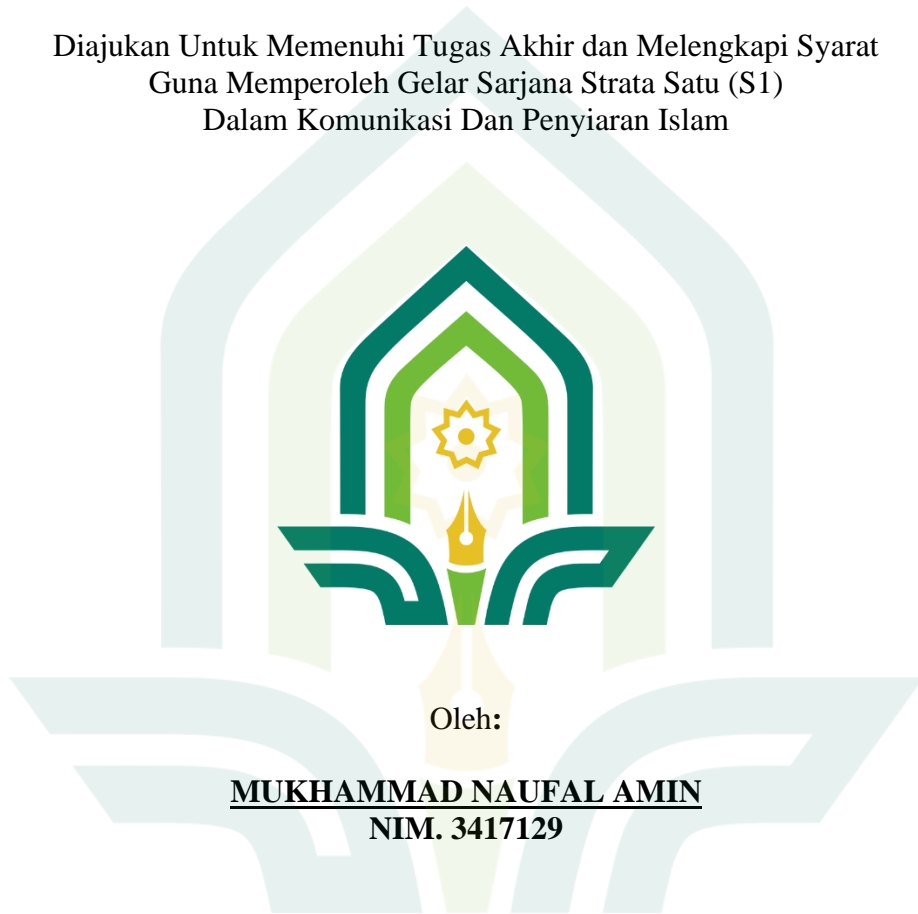 Diajukan Untuk Memenuhi Tugas Akhir dan Melengkapi Syarat
Guna Memperoleh Gelar Sarjana Strata Satu (S1)
Dalam Komunikasi Dan Penyiaran Islam
Oleh:
MUKHAMMAD NAUFAL AMIN
NIM. 3417129